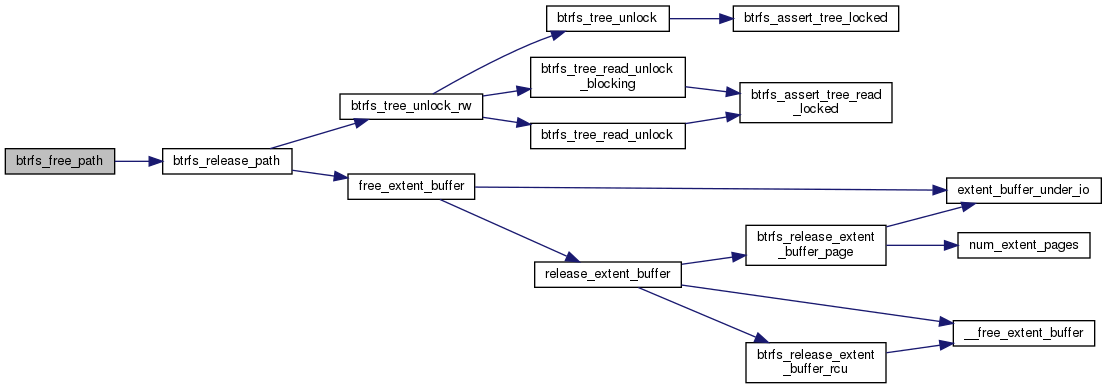 btrfs_tree_unlock
btrfs_assert_tree_locked
btrfs_tree_read_unlock
_blocking
btrfs_assert_tree_read
_locked
btrfs_tree_unlock_rw
btrfs_tree_read_unlock
btrfs_free_path
btrfs_release_path
free_extent_buffer
extent_buffer_under_io
btrfs_release_extent
_buffer_page
num_extent_pages
release_extent_buffer
__free_extent_buffer
btrfs_release_extent
_buffer_rcu